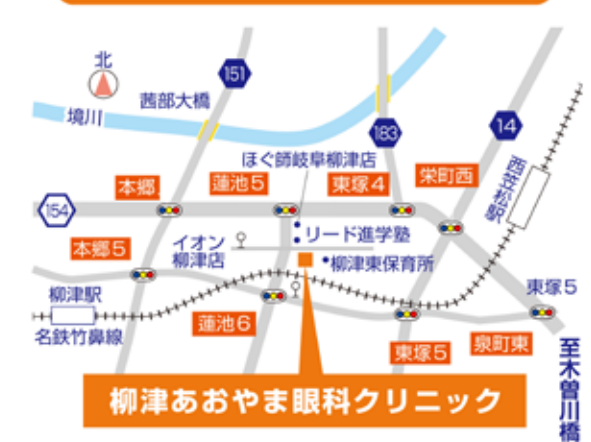 北
151
茜部大橋
境川
183
14
ほぐ師岐阜柳津店
本郷
蓮池5
東塚4
栄町西
西笠松駅
154
リード進学塾
本郷5
イオン
柳津店
柳津東保育所
柳津駅
東塚5
名鉄竹鼻線
蓮池6
東塚5
泉町東
至木曽川橋
柳津あおやま眼科クリニック